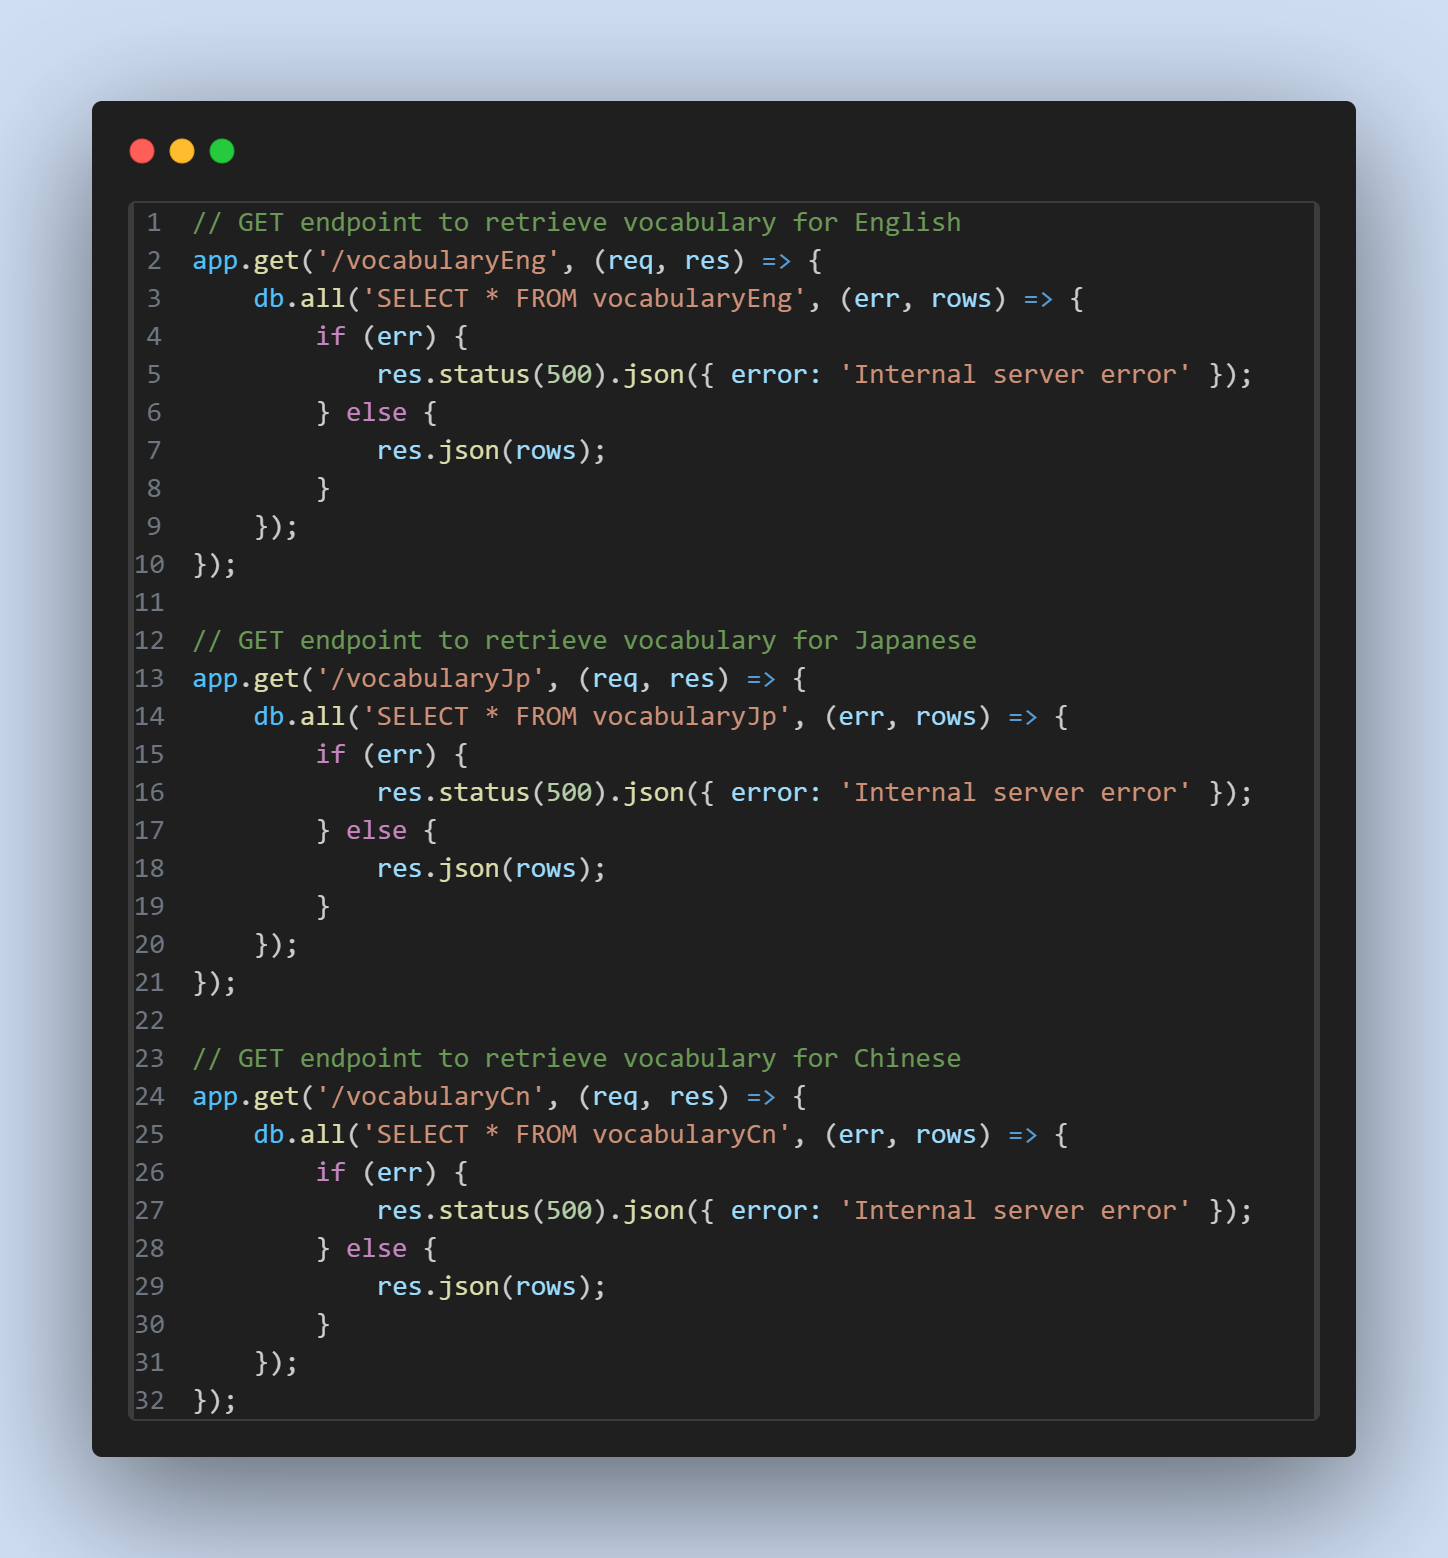 1 // GET endpoint to retrieve vocabulary for English
2 app.get('/vocabularyEng', (req, res) => {
3     db.all('SELECT * FROM vocabularyEng', (err, rows) => {
4         if (err) {
5             res.status(500).json({ error: 'Internal server error' });
6         } else {
7             res.json(rows);
8         }
9     });
10 });
11
12 // GET endpoint to retrieve vocabulary for Japanese
13 app.get('/vocabularyJp', (req, res) => {
14     db.all('SELECT * FROM vocabularyJp', (err, rows) => {
15         if (err) {
16             res.status(500).json({ error: 'Internal server error' });
17         } else {
18             res.json(rows);
19         }
20     });
21 });
22
23 // GET endpoint to retrieve vocabulary for Chinese
24 app.get('/vocabularyCn', (req, res) => {
25     db.all('SELECT * FROM vocabularyCn', (err, rows) => {
26         if (err) {
27             res.status(500).json({ error: 'Internal server error' });
28         } else {
29             res.json(rows);
30         }
31     });
32 });